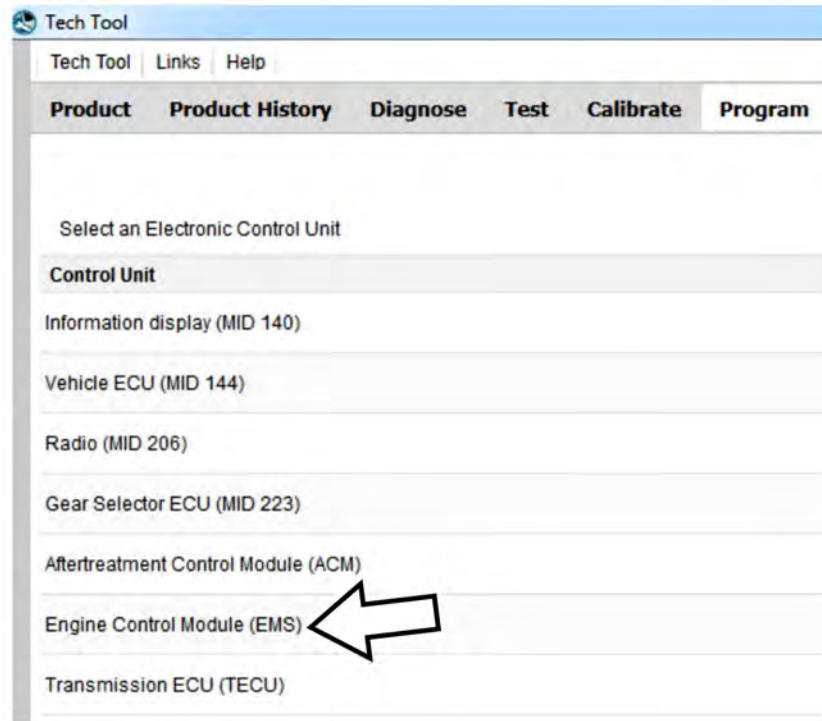 Tech Tool
Tech Tool Links Help
Product Product History Diagnose Test Calibrate Program
Select an Electronic Control Unit
Control Unit
Information display (MID 140)
Vehicle ECU (MID 144)
Radio (MID 206)
Gear Selector ECU (MID 223)
Aftertreatment Control Module (ACM)
Engine Control Module (EMS)
Transmission ECU (TECU)